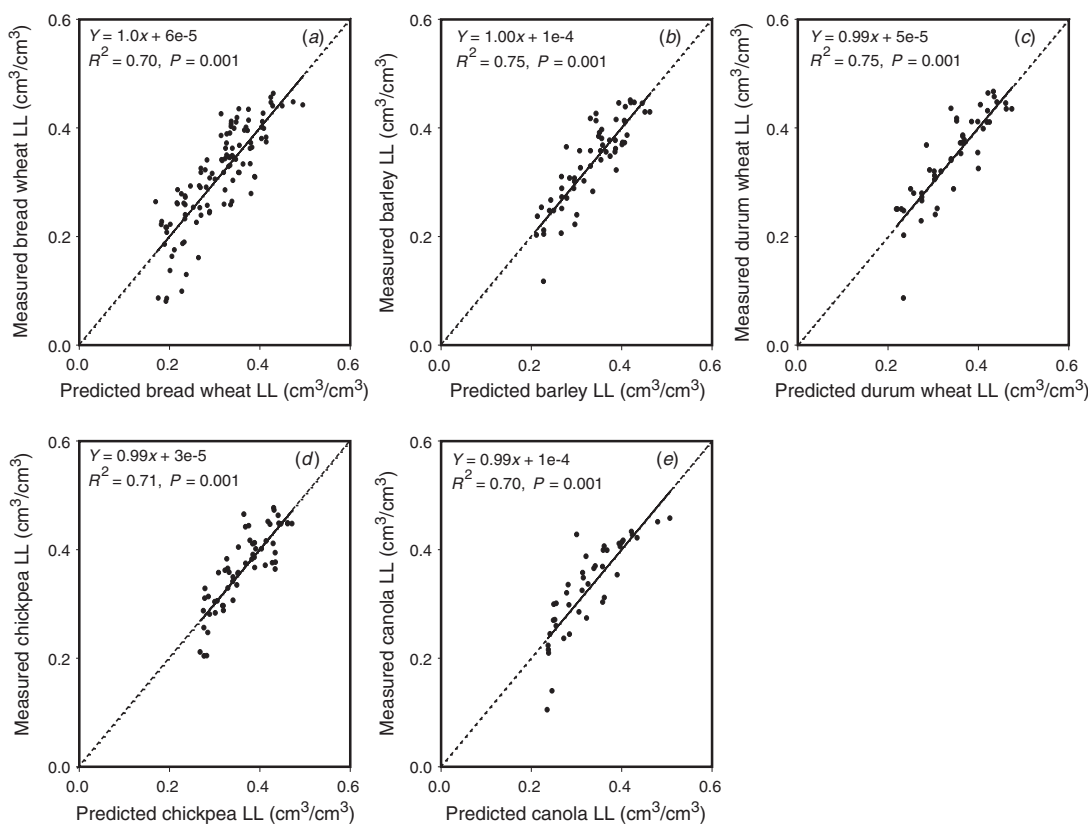 0.6
Y = 1.0x + 6e-5
(a)
R² = 0.70, P = 0.001
0.4
0.2
0.0
0 0.2 0.4 0.6
Measured bread wheat LL (cm³/cm³)
Predicted bread wheat LL (cm³/cm³)
0.6
Y = 1.00x + 1e-4
(b)
R² = 0.75, P = 0.001
0.4
0.2
0.0
0 0.2 0.4 0.6
Measured barley LL (cm³/cm³)
Predicted barley LL (cm³/cm³)
0.6
Y = 0.99x + 5e-5
(c)
R² = 0.75, P = 0.001
0.4
0.2
0.0
0 0.2 0.4 0.6
Measured durum wheat LL (cm³/cm³)
Predicted durum wheat LL (cm³/cm³)
0.6
Y = 0.99x + 3e-5
(d)
R² = 0.71, P = 0.001
0.4
0.2
0.0
0 0.2 0.4 0.6
Measured chickpea LL (cm³/cm³)
Predicted chickpea LL (cm³/cm³)
0.6
Y = 0.99x + 1e-4
(e)
R² = 0.70, P = 0.001
0.4
0.2
0.0
0 0.2 0.4 0.6
Measured canola LL (cm³/cm³)
Predicted canola LL (cm³/cm³)